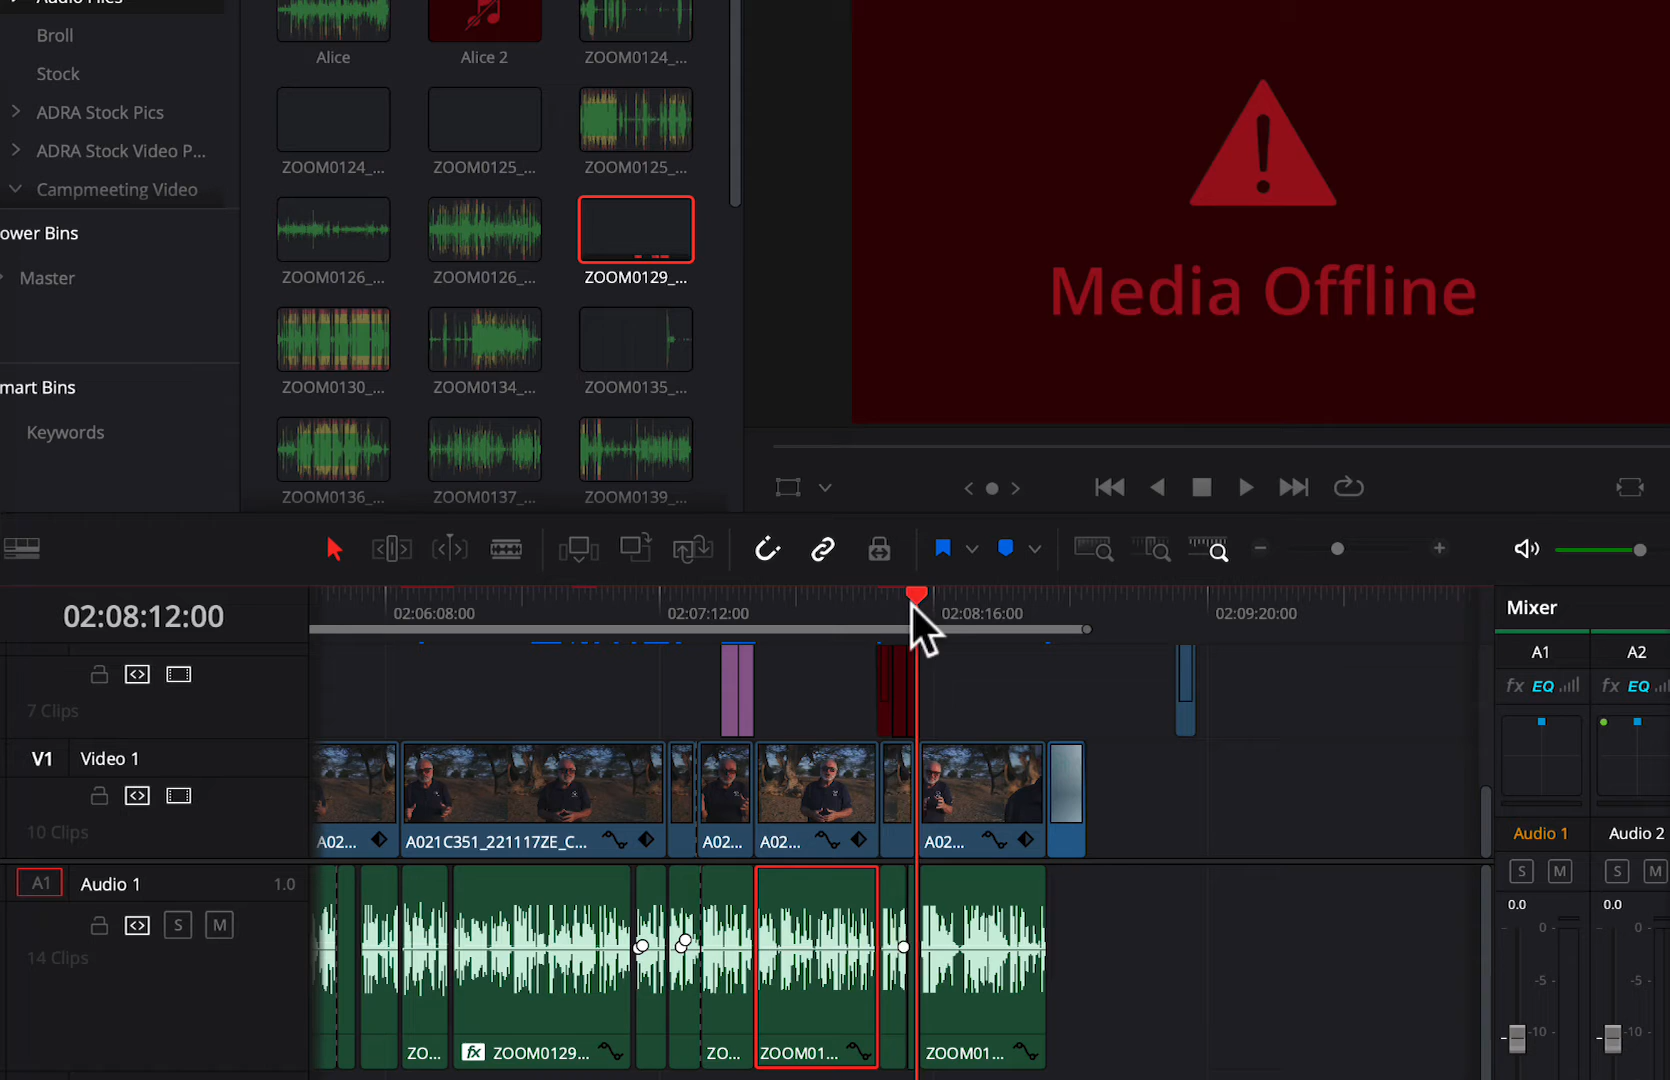 Audio Files
Broll
Stock
ADRA Stock Pics
ADRA Stock Video P...
Campmeeting Video
ower Bins
Master
mart Bins
Keywords
Alice
Alice 2
ZOOM0124_...
ZOOM0124_...
ZOOM0125_...
ZOOM0125_...
ZOOM0126_...
ZOOM0126_...
ZOOM0129_...
ZOOM0130_...
ZOOM0134_...
ZOOM0135_...
ZOOM0136_...
ZOOM0137_...
ZOOM0139_...
Media Offline
02:08:12:00
02:06:08:00
02:07:12:00
02:08:16:00
02:09:20:00
7 Clips
V1 Video 1
10 Clips
A02...
A021C351_221117ZE_C...
A02...
A02...
A02...
A1 Audio 1 1.0
S M
14 Clips
ZO...
fx ZOOM0129...
ZO...
ZOOM01...
ZOOM01...
Mixer
A1 A2
fx EQ fx EQ
Audio 1 Audio 2
S M S M
0.0 0.0
0 0
-5 -5
-10 -10